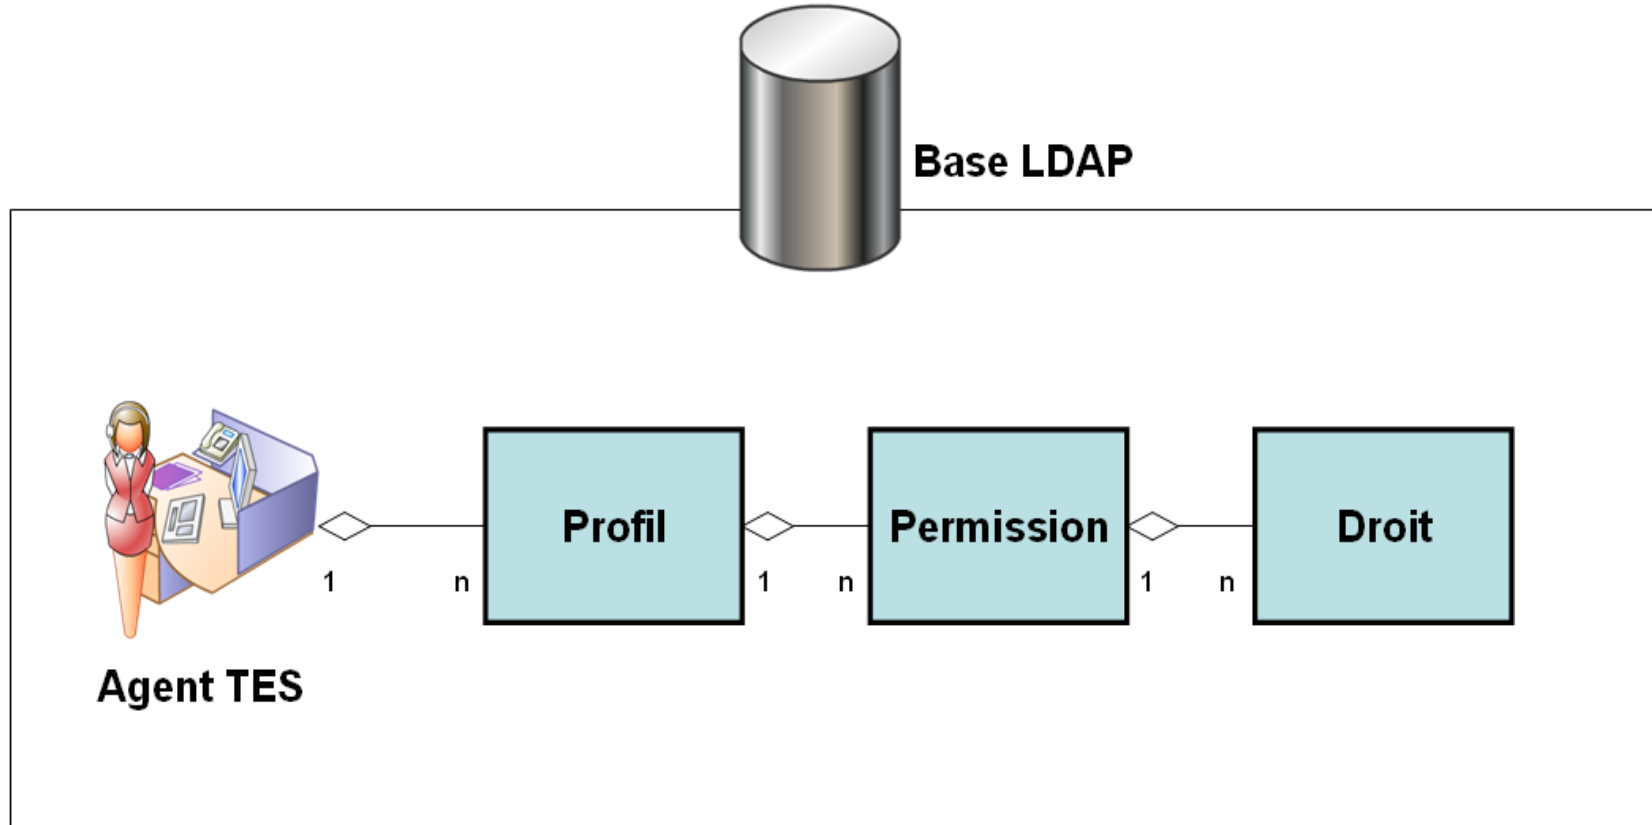 Base LDAP
Profil
Permission
Droit
1
n
1
n
1
n
Agent TES